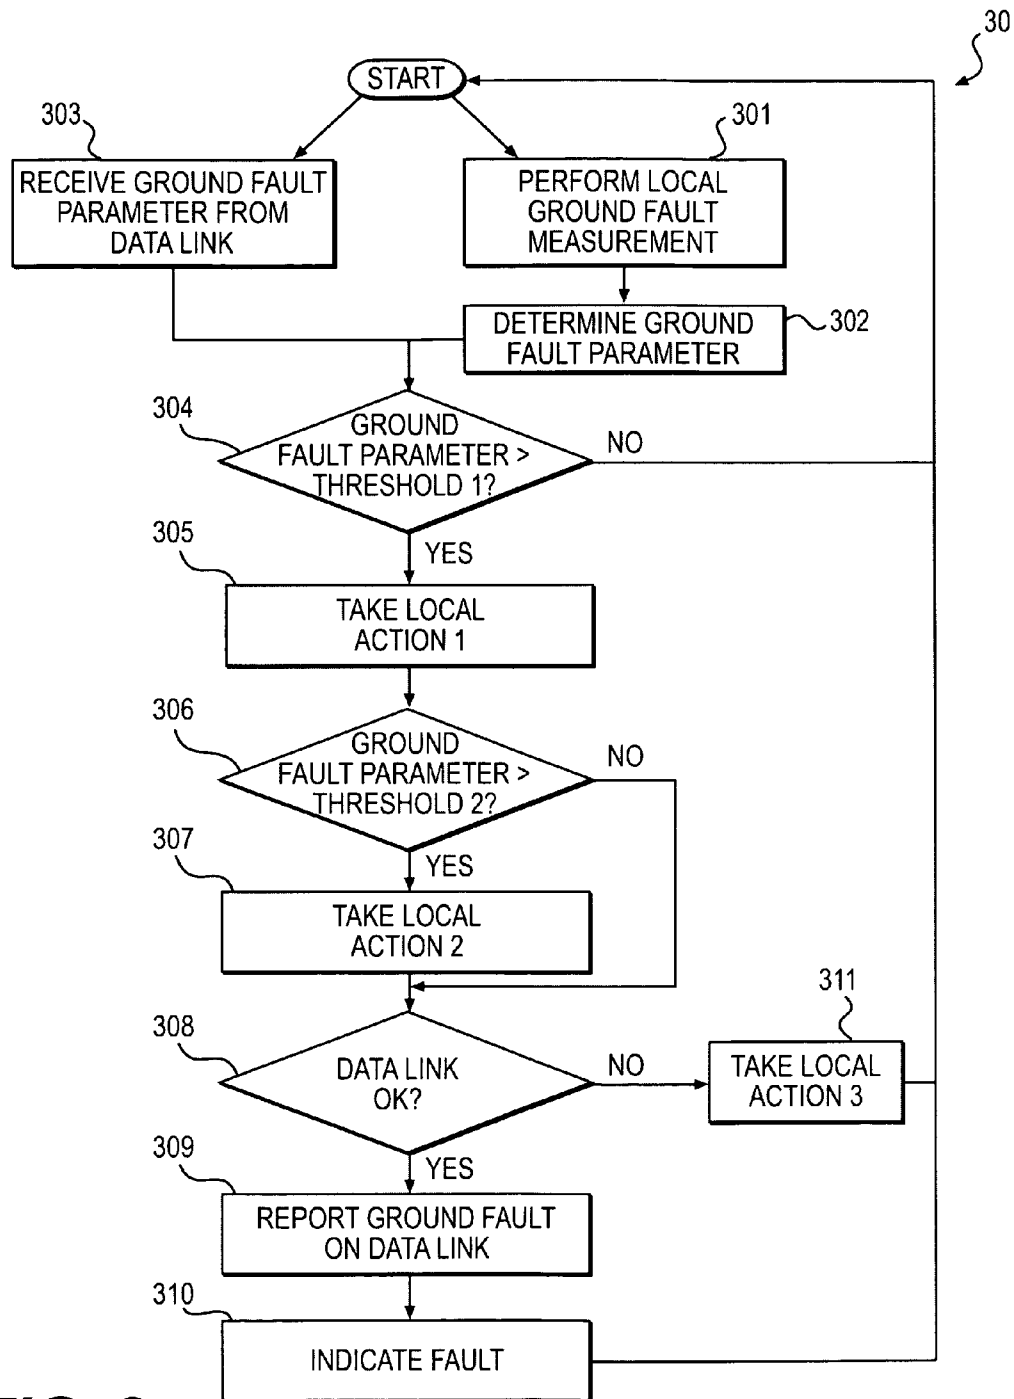 30
START
303
301
RECEIVE GROUND FAULT
PARAMETER FROM
DATA LINK
PERFORM LOCAL
GROUND FAULT
MEASUREMENT
DETERMINE GROUND
FAULT PARAMETER
302
304
GROUND
FAULT PARAMETER >
THRESHOLD 1?
NO
YES
305
TAKE LOCAL
ACTION 1
306
GROUND
FAULT PARAMETER >
THRESHOLD 2?
NO
YES
307
TAKE LOCAL
ACTION 2
308
DATA LINK
OK?
NO
311
TAKE LOCAL
ACTION 3
YES
309
REPORT GROUND FAULT
ON DATA LINK
310
INDICATE FAULT